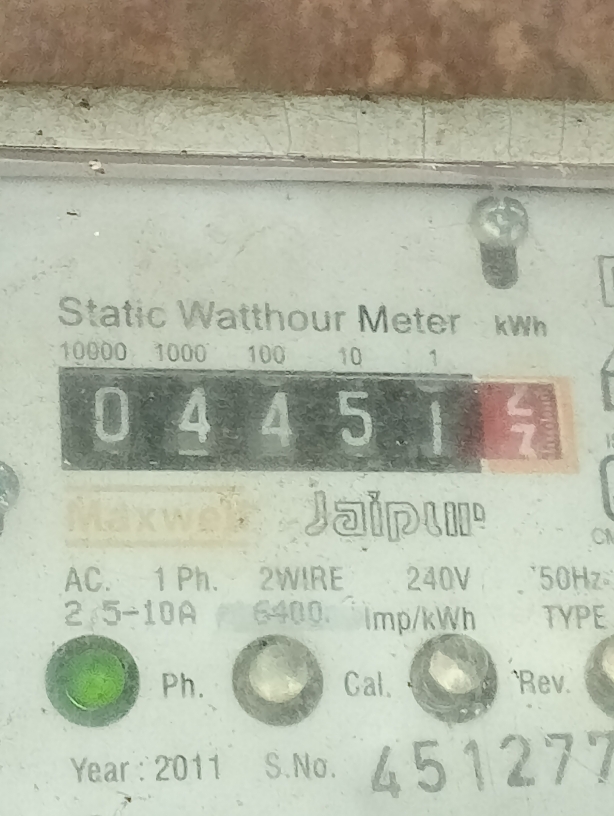 Static Watthour Meter kWh
10000 1000 100 10 1
0 4 4 5 1
Maxwell Jaipur
AC. 1 Ph. 2WIRE 240V 50Hz
2.5-10A 6400. Imp/kWh TYPE
Ph. Cal. Rev.
Year : 2011 S.No. 451277